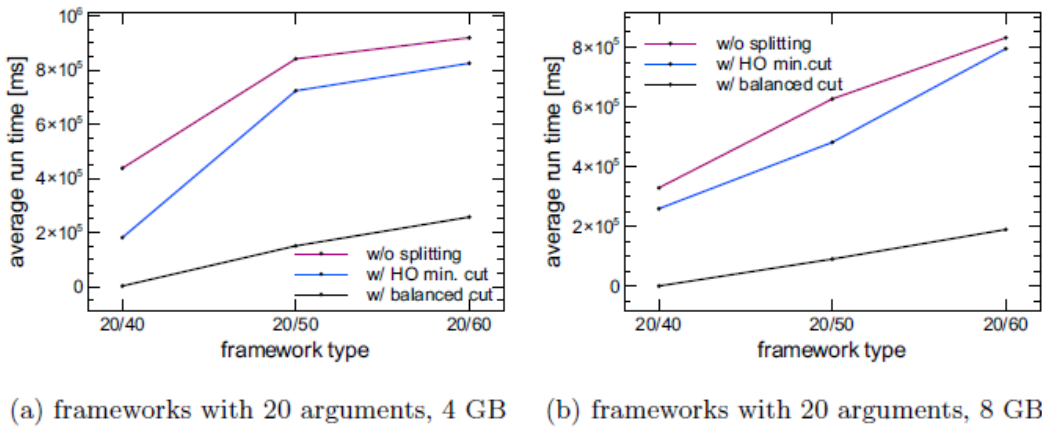 10⁶
8×10⁵
6×10⁵
4×10⁵
2×10⁵
0
average run time [ms]
w/o splitting
w/ HO min. cut
w/ balanced cut
20/40 20/50 20/60
framework type
(a) frameworks with 20 arguments, 4 GB
8×10⁵
6×10⁵
4×10⁵
2×10⁵
0
average run time [ms]
w/o splitting
w/ HO min.cut
w/ balanced cut
20/40 20/50 20/60
framework type
(b) frameworks with 20 arguments, 8 GB